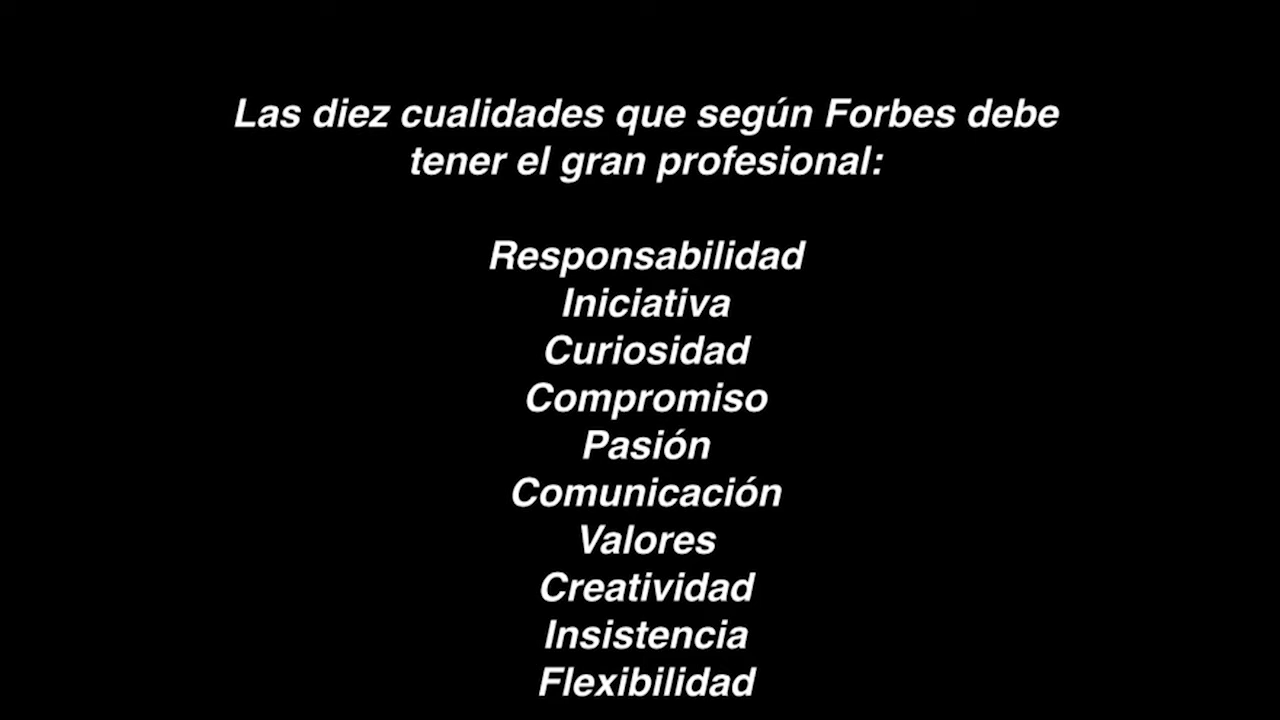 Las diez cualidades que según Forbes debe
tener el gran profesional:
Responsabilidad
Iniciativa
Curiosidad
Compromiso
Pasión
Comunicación
Valores
Creatividad
Insistencia
Flexibilidad